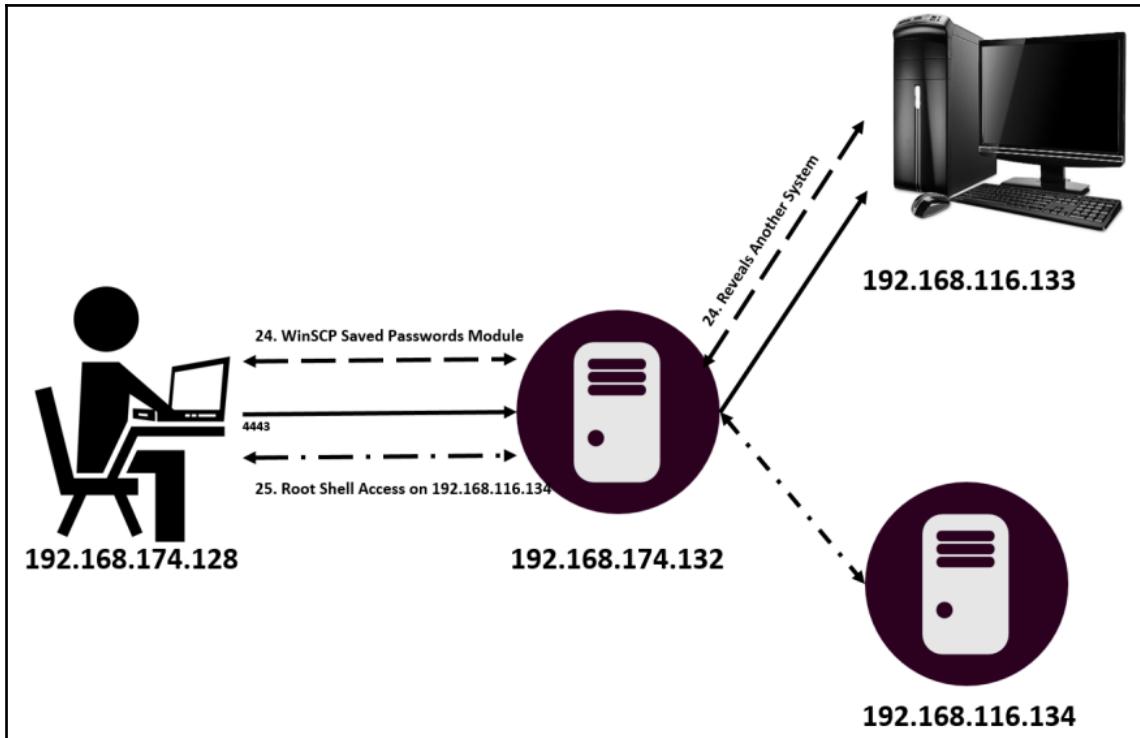 24. Reveals Another System
192.168.116.133
24. WinSCP Saved Passwords Module
4443
25. Root Shell Access on 192.168.116.134
192.168.174.128
192.168.174.132
192.168.116.134